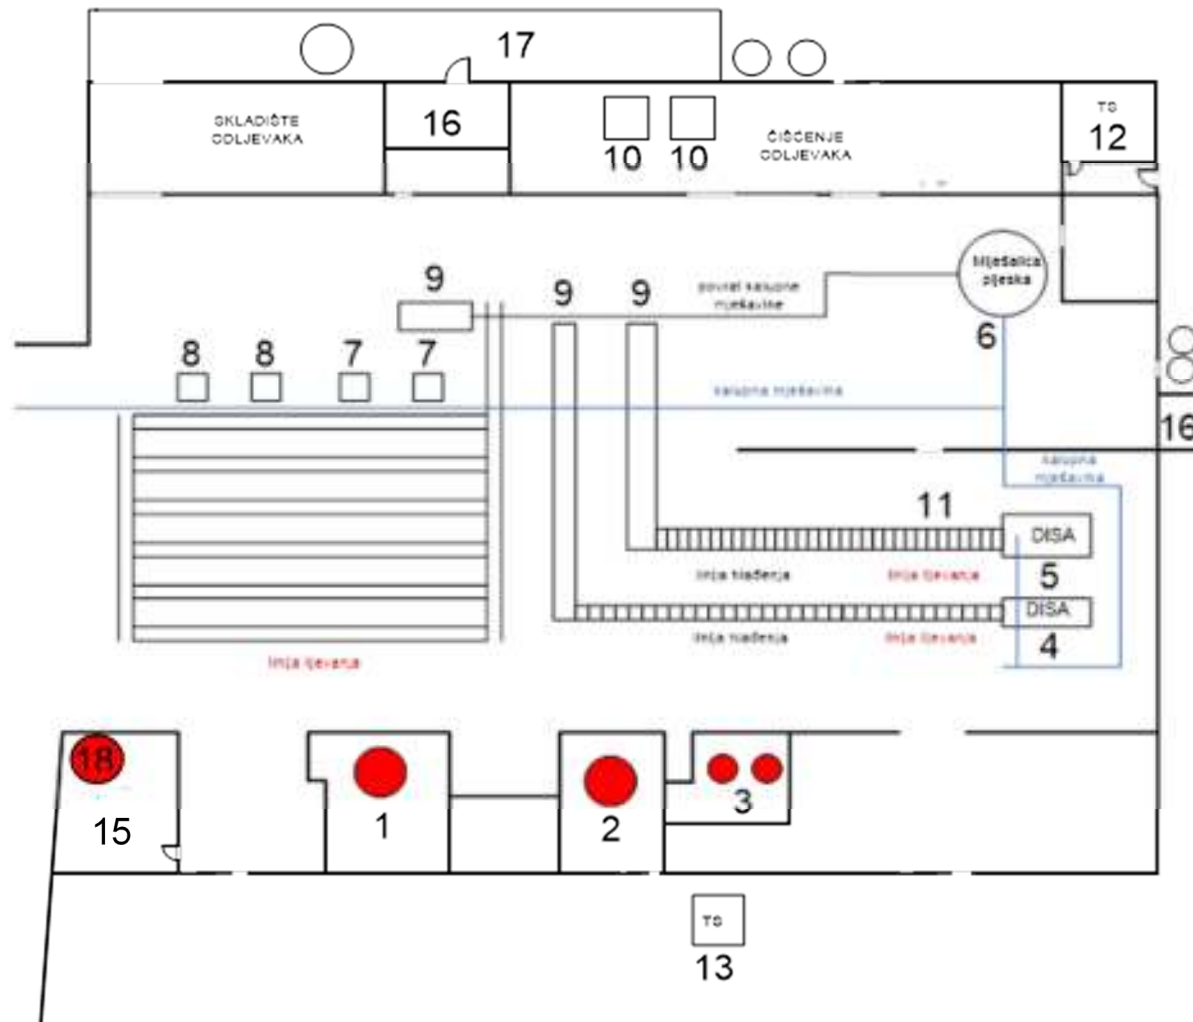 17
SKLADIŠTE
ODLJEVAKA
16
10
10
ČIŠĆENJE
ODLJEVAKA
TS
12
9
9
9
povrat kalupne
mješavine
Miješalica
pijeska
6
8
8
7
7
kalupna mješavina
16
kalupna
mješavina
11
DISA
5
linija hlađenja
linija lijevanja
DISA
4
linija hlađenja
linija lijevanja
linija lijevanja
18
15
1
2
3
TS
13